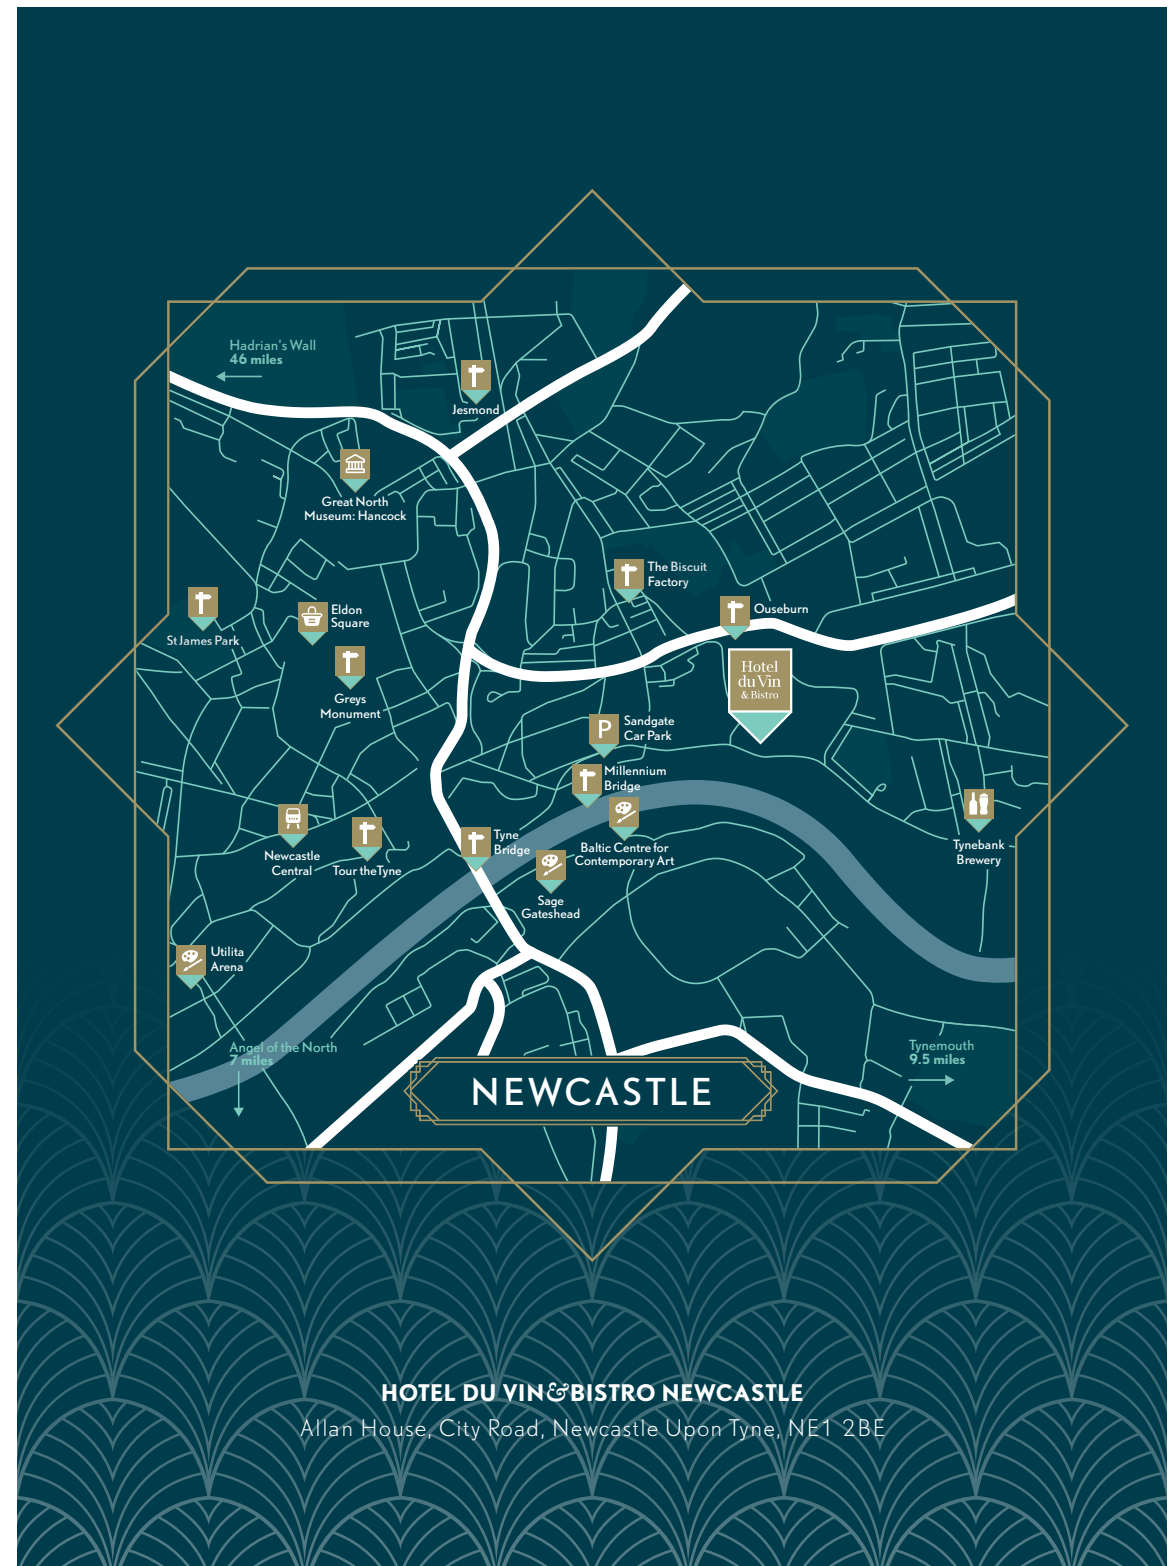 Hadrian's Wall
46 miles
Jesmond
Great North
Museum: Hancock
The Biscuit
Factory
Ouseburn
Eldon
Square
St James Park
Hotel
du Vin
& Bistro
Greys
Monument
Sandgate
Car Park
P
Millennium
Bridge
Tyne
Bridge
Baltic Centre for
Contemporary Art
Tynebank
Brewery
Newcastle
Central
Tour the Tyne
Sage
Gateshead
Utilita
Arena
Angel of the North
7 miles
Tynemouth
9.5 miles
NEWCASTLE
HOTEL DU VIN & BISTRO NEWCASTLE
Allan House, City Road, Newcastle Upon Tyne, NE1 2BE